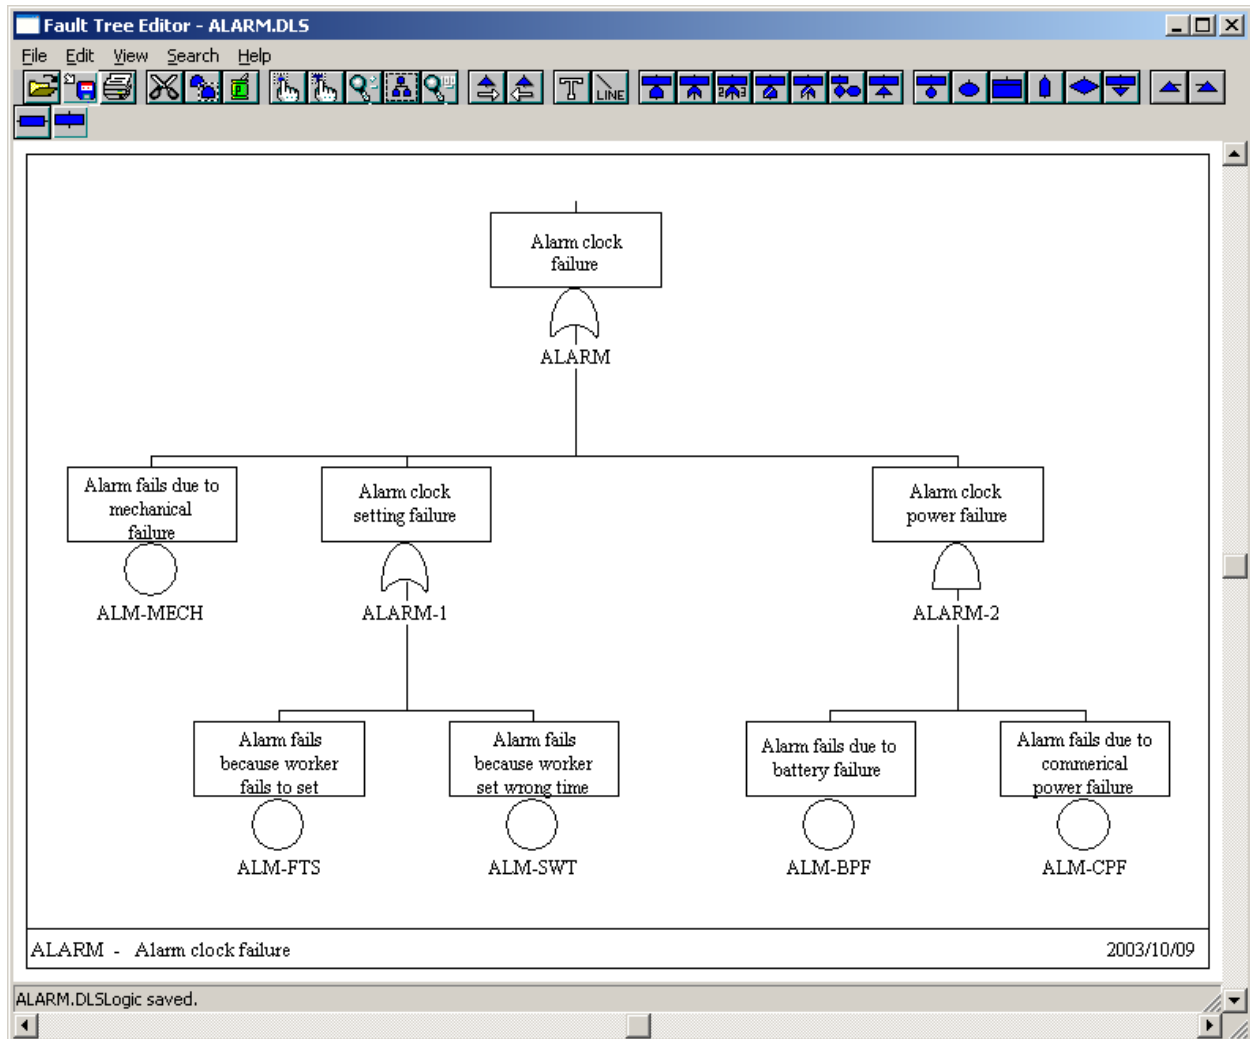 Fault Tree Editor - ALARM.DLS
File Edit View Search Help
T LINE 2/3 UP
Alarm clock
failure
ALARM
Alarm fails due to
mechanical
failure
ALM-MECH
Alarm clock
setting failure
ALARM-1
Alarm clock
power failure
ALARM-2
Alarm fails
because worker
fails to set
ALM-FTS
Alarm fails
because worker
set wrong time
ALM-SWT
Alarm fails due to
battery failure
ALM-BPF
Alarm fails due to
commerical
power failure
ALM-CPF
ALARM - Alarm clock failure
2003/10/09
ALARM.DLSLogic saved.